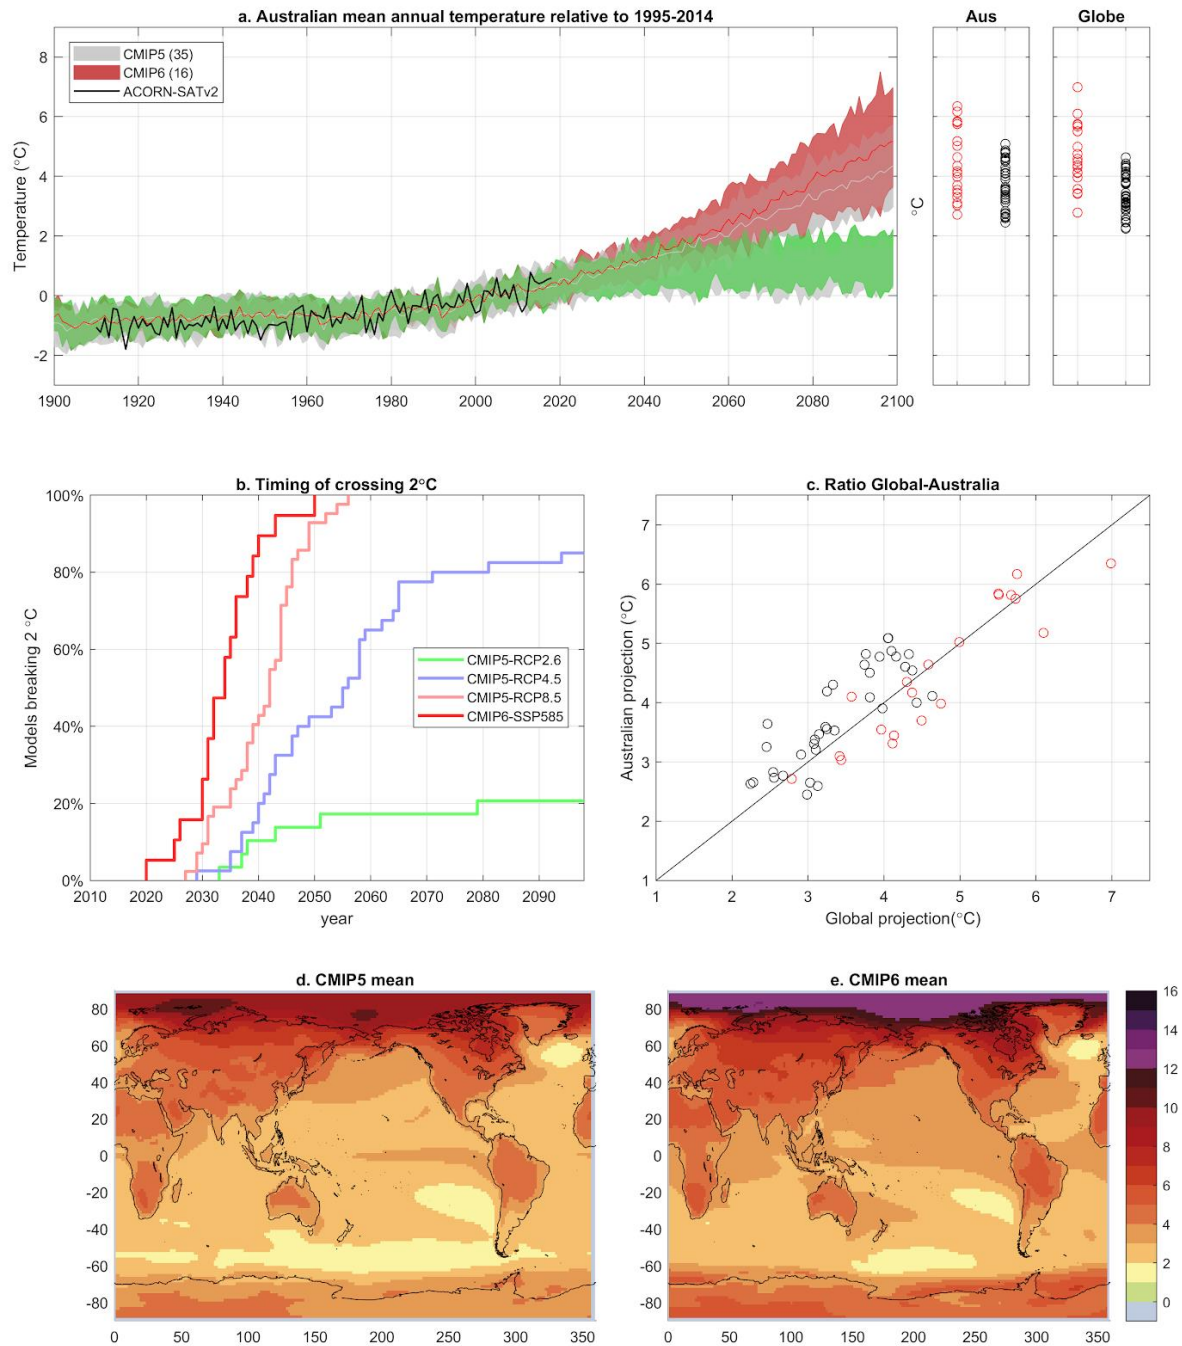 a. Australian mean annual temperature relative to 1995-2014
Aus
Globe
CMIP5 (35)
CMIP6 (16)
ACORN-SATv2
Temperature (°C)
8
6
4
2
0
-2
1900 1920 1940 1960 1980 2000 2020 2040 2060 2080 2100
°C
b. Timing of crossing 2°C
Models breaking 2 °C
100%
80%
60%
40%
20%
0%
CMIP5-RCP2.6
CMIP5-RCP4.5
CMIP5-RCP8.5
CMIP6-SSP585
2010 2020 2030 2040 2050 2060 2070 2080 2090
year
c. Ratio Global-Australia
Australian projection (°C)
7
6
5
4
3
2
1
1 2 3 4 5 6 7
Global projection(°C)
d. CMIP5 mean
80
60
40
20
0
-20
-40
-60
-80
0 50 100 150 200 250 300 350
e. CMIP6 mean
80
60
40
20
0
-20
-40
-60
-80
0 50 100 150 200 250 300 350
16
14
12
10
8
6
4
2
0